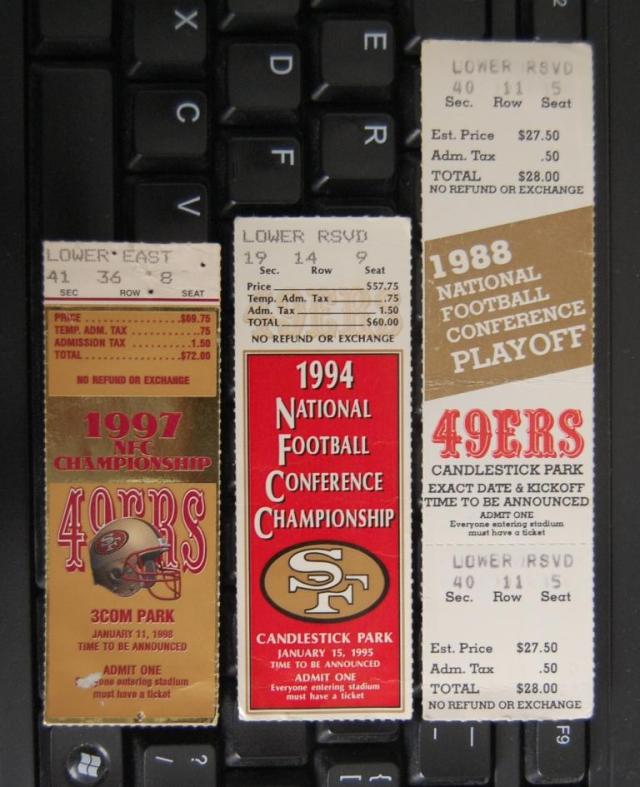 LOWER EAST
41 36 8
SEC ROW SEAT
PRICE $69.75
TEMP. ADM. TAX .75
ADMISSION TAX 1.50
TOTAL $72.00
NO REFUND OR EXCHANGE
1997
NFC
CHAMPIONSHIP
49ERS
SF
3COM PARK
JANUARY 11, 1998
TIME TO BE ANNOUNCED
ADMIT ONE
Everyone entering stadium
must have a ticket
LOWER RSVD
19 14 9
Sec. Row Seat
Price $57.75
Temp. Adm. Tax .75
Adm. Tax 1.50
TOTAL $60.00
NO REFUND OR EXCHANGE
1994
NATIONAL
FOOTBALL
CONFERENCE
CHAMPIONSHIP
SF
CANDLESTICK PARK
JANUARY 15, 1995
TIME TO BE ANNOUNCED
ADMIT ONE
Everyone entering stadium
must have a ticket
LOWER RSVD
40 11 5
Sec. Row Seat
Est. Price $27.50
Adm. Tax .50
TOTAL $28.00
NO REFUND OR EXCHANGE
1988
NATIONAL
FOOTBALL
CONFERENCE
PLAYOFF
49ERS
CANDLESTICK PARK
EXACT DATE & KICKOFF
TIME TO BE ANNOUNCED
ADMIT ONE
Everyone entering stadium
must have a ticket
LOWER RSVD
40 11 5
Sec. Row Seat
Est. Price $27.50
Adm. Tax .50
TOTAL $28.00
NO REFUND OR EXCHANGE
X
D
E
C
F
R
V
F9